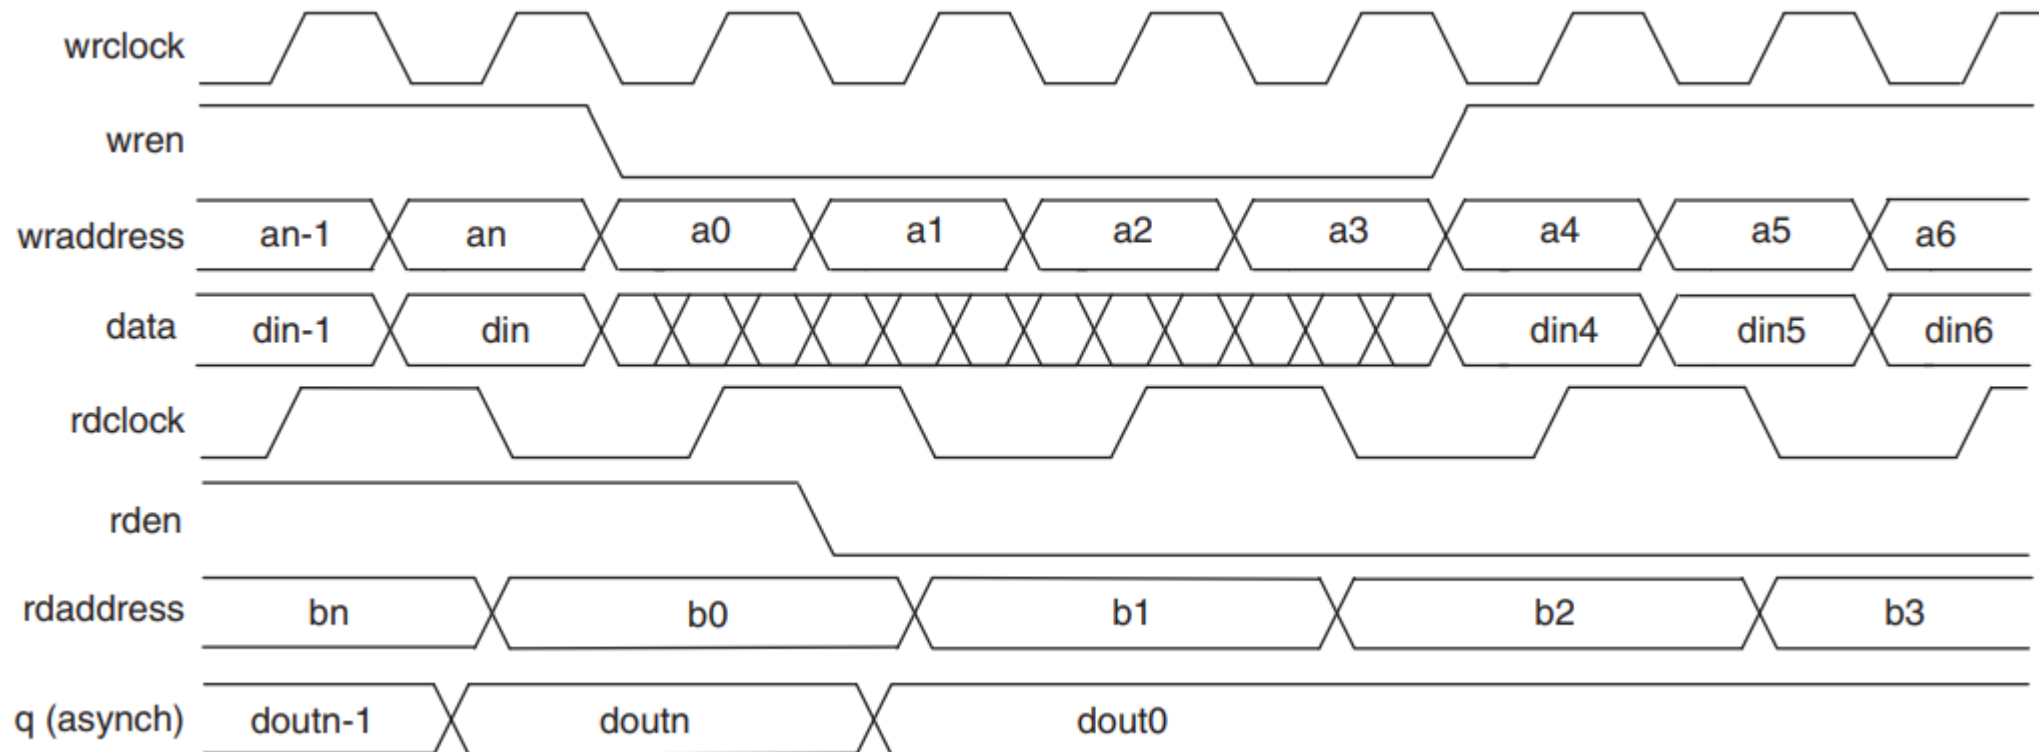 wrclock
wren
wraddress an-1 an a0 a1 a2 a3 a4 a5 a6
data din-1 din din4 din5 din6
rdclock
rden
rdaddress bn b0 b1 b2 b3
q (asynch) doutn-1 doutn dout0